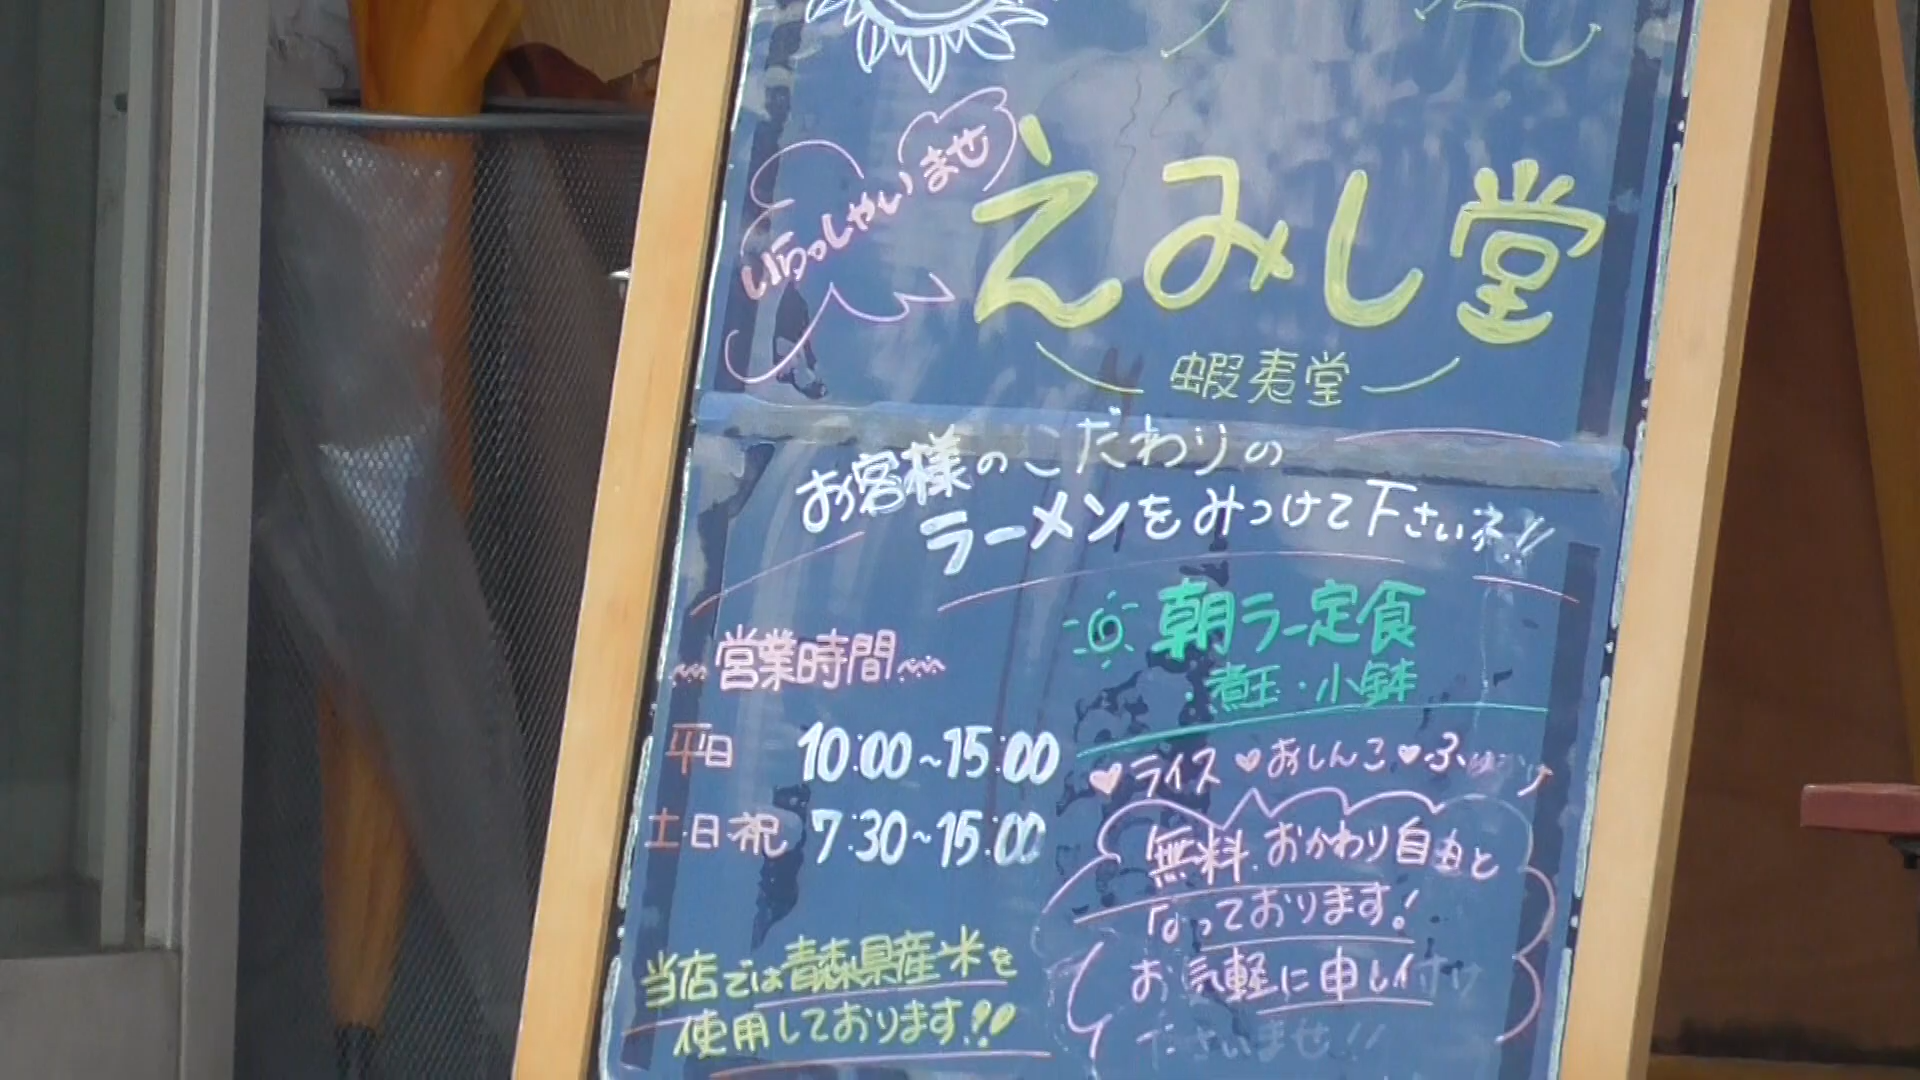 いらっしゃいませ
えみし堂
蝦夷堂
お客様のこだわりの
ラーメンをみつけて下さいネ!!
営業時間
平日 10:00~15:00
土・日・祝 7:30~15:00
当店では青森県産米を
使用しております!!
朝ラー定食
・煮玉・小鉢
♥ライス♥おしんこ♥ふ
無料.おかわり自由と
なっております!
お気軽に申し付け
ださいませ!!